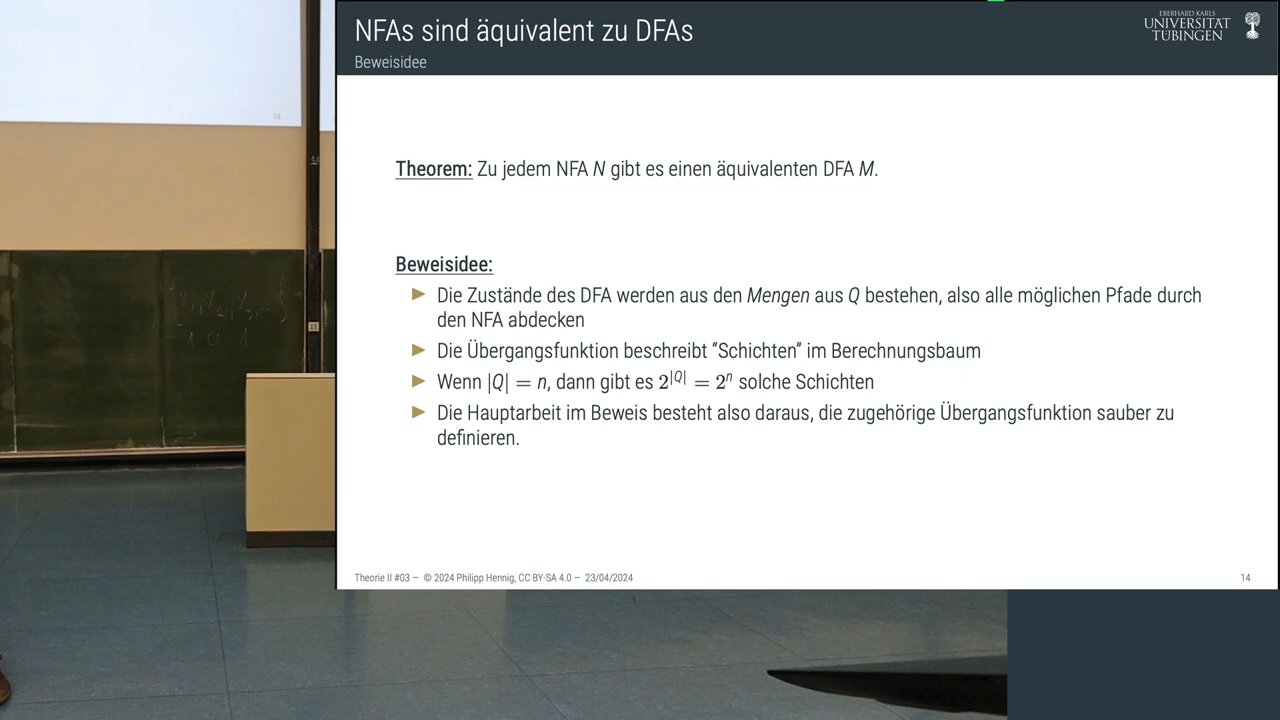 NFAs sind äquivalent zu DFAs
Beweisidee
EBERHARD KARLS
UNIVERSITÄT
TÜBINGEN
14
Theorem: Zu jedem NFA N gibt es einen äquivalenten DFA M.
Beweisidee:
▶ Die Zustände des DFA werden aus den Mengen aus Q bestehen, also alle möglichen Pfade durch
den NFA abdecken
▶ Die Übergangsfunktion beschreibt “Schichten” im Berechnungsbaum
▶ Wenn |Q| = n, dann gibt es 2^|Q| = 2^n solche Schichten
▶ Die Hauptarbeit im Beweis besteht also daraus, die zugehörige Übergangsfunktion sauber zu
definieren.
1 0 1
Theorie II #03 — © 2024 Philipp Hennig, CC BY-SA 4.0 — 23/04/2024
14